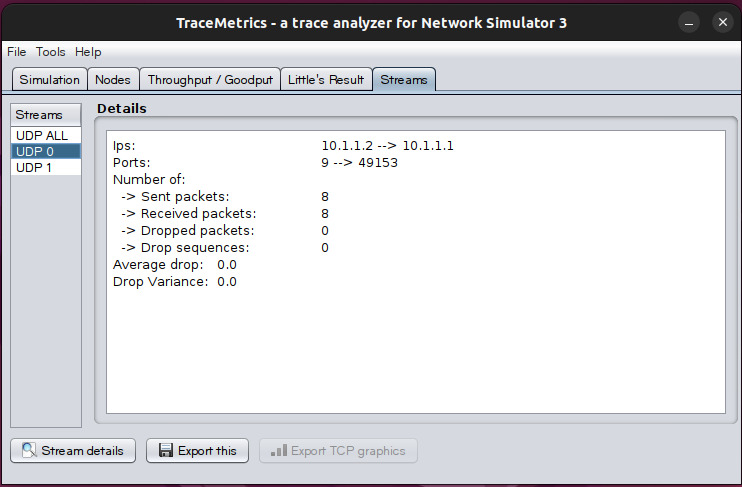 TraceMetrics - a trace analyzer for Network Simulator 3
File Tools Help
Simulation Nodes Throughput / Goodput Little's Result Streams
Streams
UDP ALL
UDP 0
UDP 1
Details
Ips: 10.1.1.2 --> 10.1.1.1
Ports: 9 --> 49153
Number of:
-> Sent packets: 8
-> Received packets: 8
-> Dropped packets: 0
-> Drop sequences: 0
Average drop: 0.0
Drop Variance: 0.0
Stream details Export this Export TCP graphics